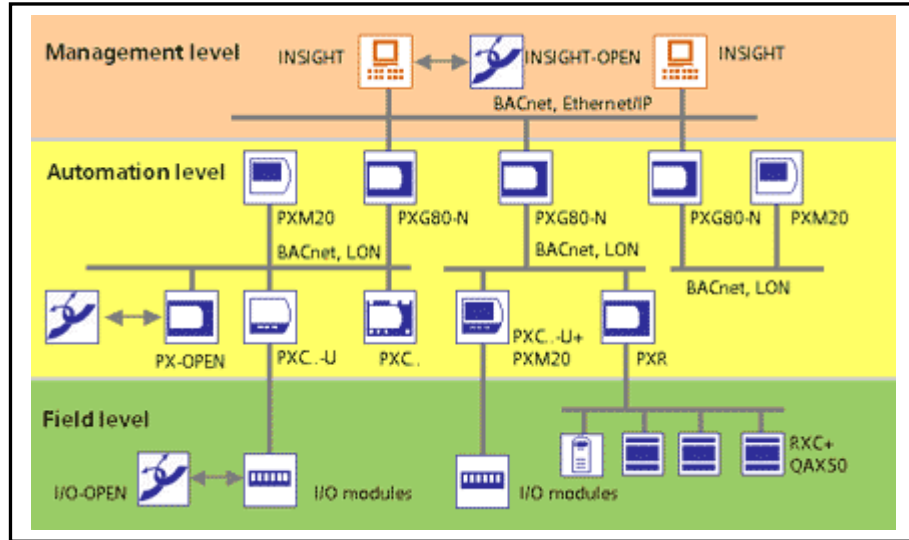 Management level
INSIGHT
INSIGHT-OPEN
INSIGHT
BACnet, Ethernet/IP
Automation level
PXM20
PXG80-N
PXG80-N
PXG80-N
PXM20
BACnet, LON
BACnet, LON
BACnet, LON
PX-OPEN
PXC..-U
PXC..
PXC..-U+
PXM20
PXR
Field level
RXC+
QAX50
I/O-OPEN
I/O modules
I/O modules